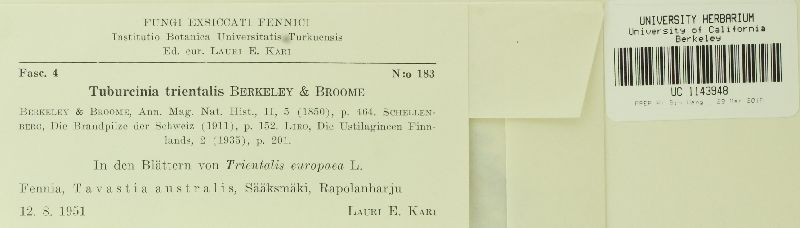 FUNGI EXSICCATI FENNICI
Institutio Botanica Universitatis Turkuensis
Ed. cur. LAURI E. KARI
Fasc. 4 N:o 183
Tuburcinia trientalis BERKELEY & BROOME
BERKELEY & BROOME, Ann. Mag. Nat. Hist., II, 5 (1850), p. 464. SCHELLEN-
BERG, Die Brandpilze der Schweiz (1911), p. 152. LIRO, Die Ustilagineen Finn-
lands, 2 (1935), p. 201.
In den Blättern von Trientalis europaea L.
Fennia, Tavastia australis, Sääksmäki, Rapolanharju
12. 8. 1951 LAURI E. KARI
UNIVERSITY HERBARIUM
University of California
Berkeley
UC 1143948